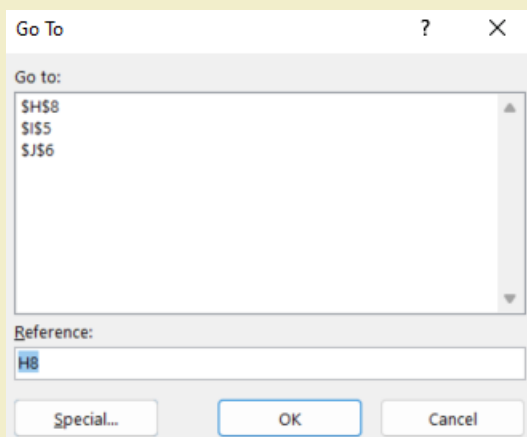 Go To ?
Go to:
$H$8
$I$5
$J$6
Reference:
H8
Special... OK Cancel